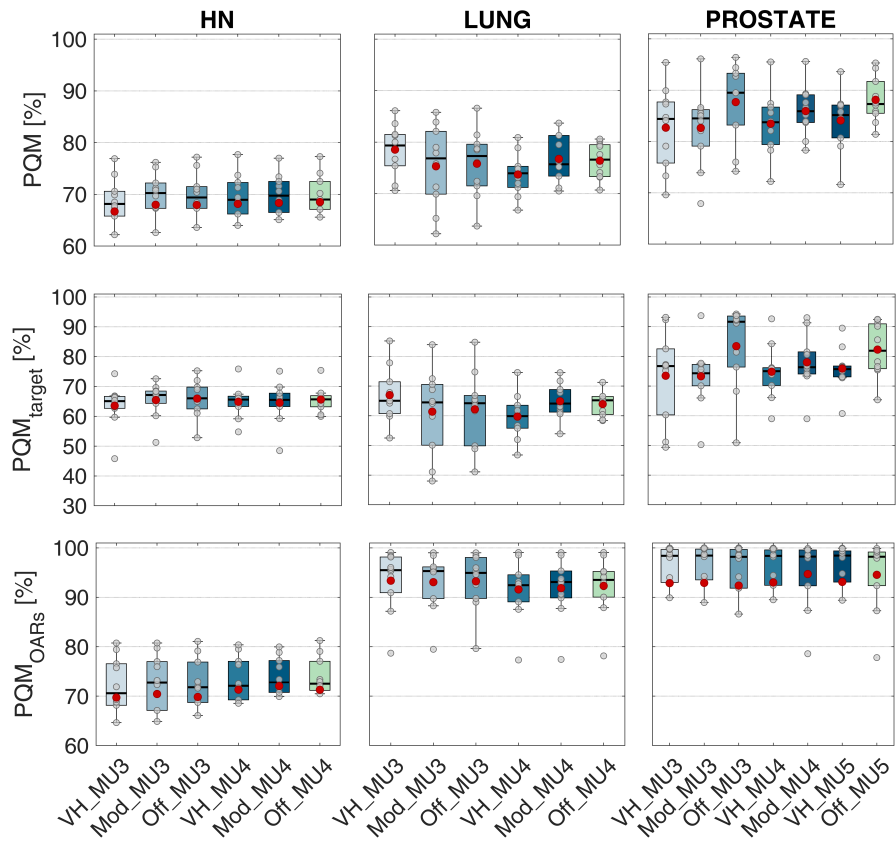 HN LUNG PROSTATE
PQM [%]
100
90
80
70
60
PQM_target [%]
100
90
80
70
60
50
40
30
PQM_OARs [%]
100
90
80
70
60
VH_MU3 Mod_MU3 Off_MU3 VH_MU4 Mod_MU4 Off_MU4
VH_MU3 Mod_MU3 Off_MU3 VH_MU4 Mod_MU4 Off_MU4
VH_MU3 Mod_MU3 Off_MU3 VH_MU4 Mod_MU4 VH_MU5 Off_MU5